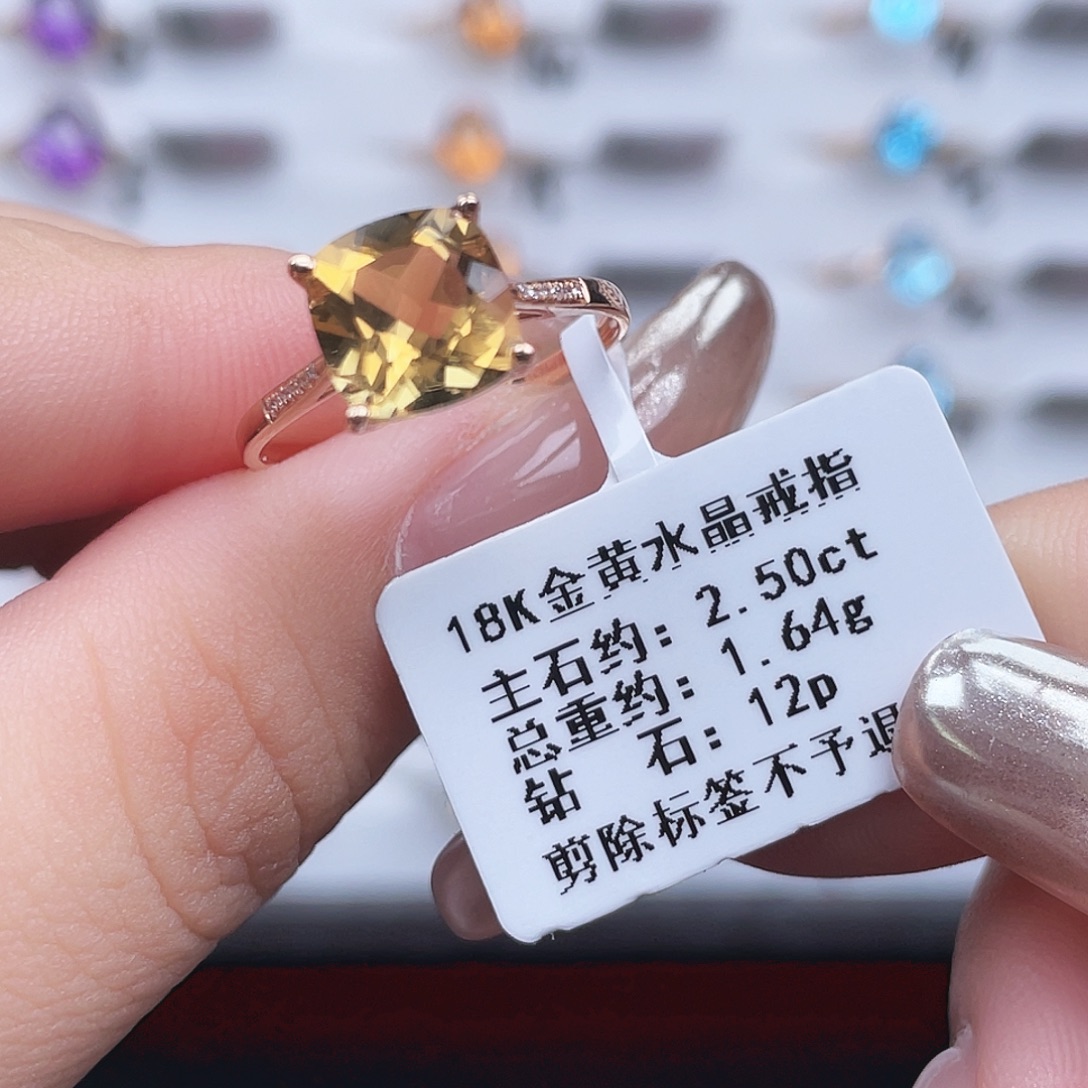 18K金黄水晶戒指
主石约: 2.50ct
总重约: 1.64g
钻 石: 12p
剪除标签不予退